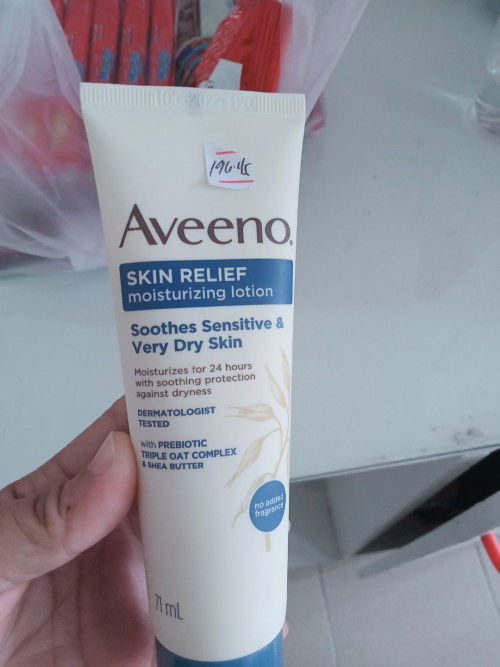 196.45
Aveeno.
SKIN RELIEF
moisturizing lotion
Soothes Sensitive &
Very Dry Skin
Moisturizes for 24 hours
with soothing protection
against dryness
DERMATOLOGIST
TESTED
with PREBIOTIC
TRIPLE OAT COMPLEX
& SHEA BUTTER
no added
fragrance
71 mL